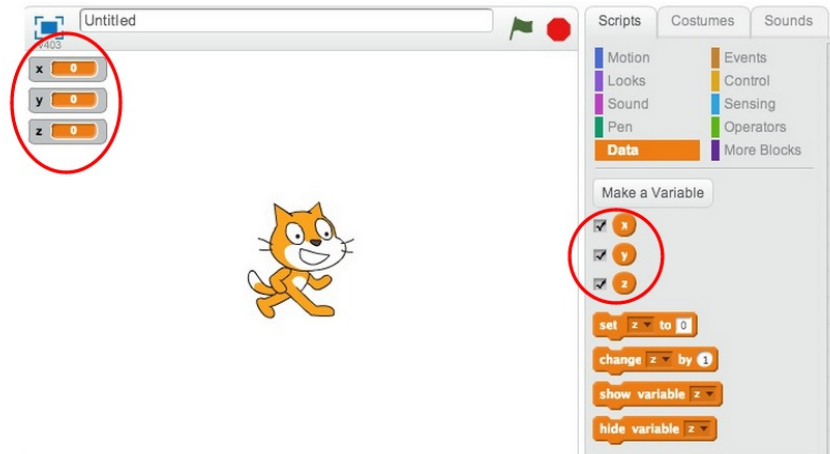 Untitled
v403
x 0
y 0
z 0
Scripts Costumes Sounds
Motion Events
Looks Control
Sound Sensing
Pen Operators
Data More Blocks
Make a Variable
x
y
z
set z to 0
change z by 1
show variable z
hide variable z